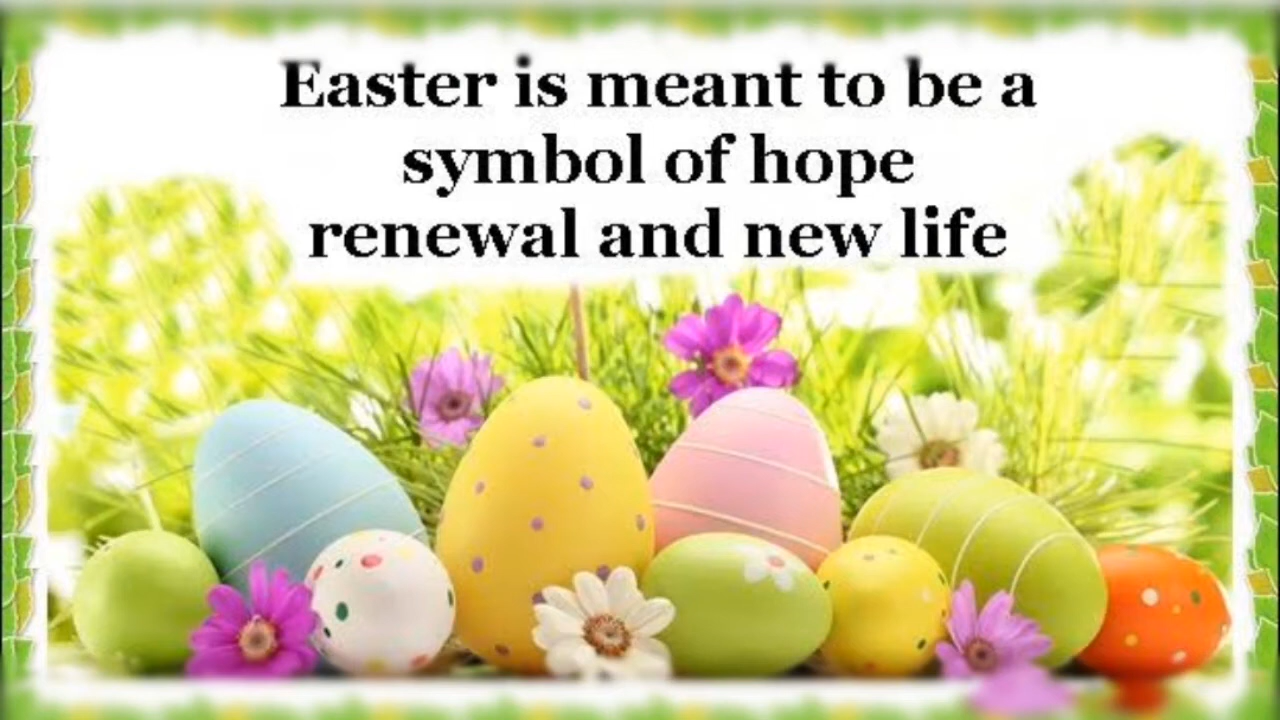 Easter is meant to be a
symbol of hope
renewal and new life